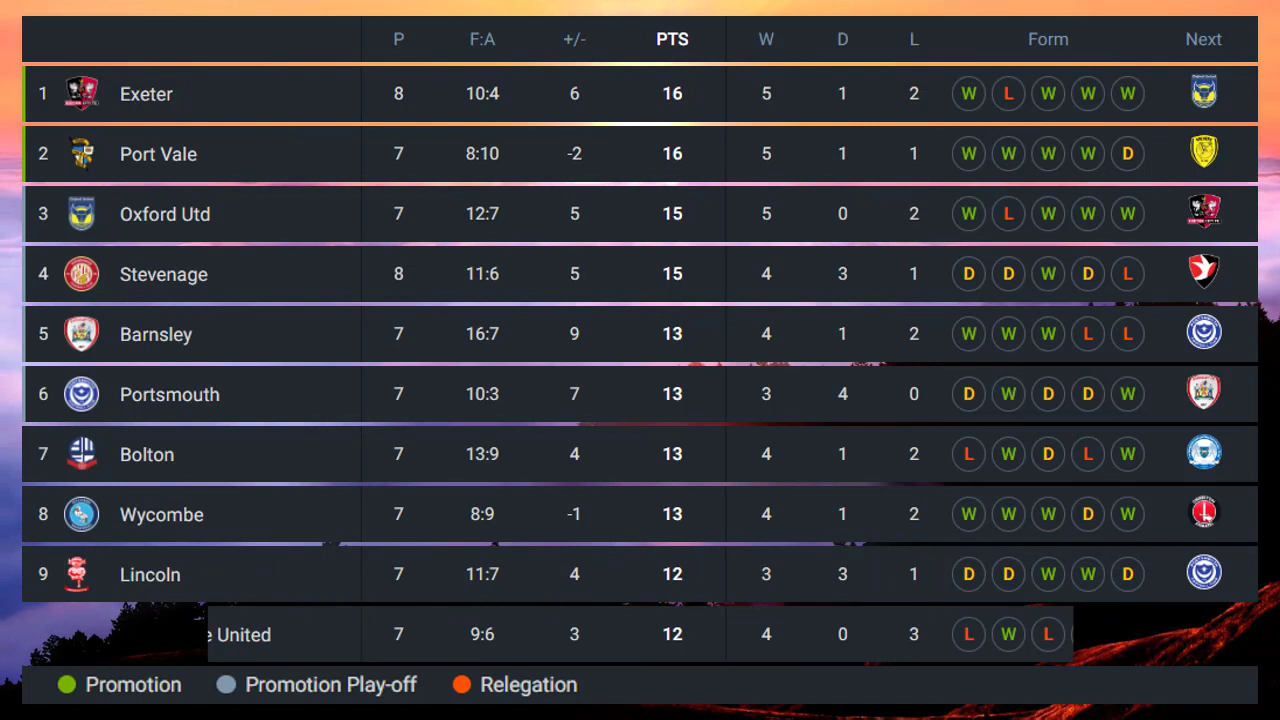 P F:A +/- PTS W D L Form Next
1 Exeter 8 10:4 6 16 5 1 2 W L W W W
2 Port Vale 7 8:10 -2 16 5 1 1 W W W W D
3 Oxford Utd 7 12:7 5 15 5 0 2 W L W W W
4 Stevenage 8 11:6 5 15 4 3 1 D D W D L
5 Barnsley 7 16:7 9 13 4 1 2 W W W L L
6 Portsmouth 7 10:3 7 13 3 4 0 D W D D W
7 Bolton 7 13:9 4 13 4 1 2 L W D L W
8 Wycombe 7 8:9 -1 13 4 1 2 W W W D W
9 Lincoln 7 11:7 4 12 3 3 1 D D W W D
e United 7 9:6 3 12 4 0 3 L W L
Promotion Promotion Play-off Relegation